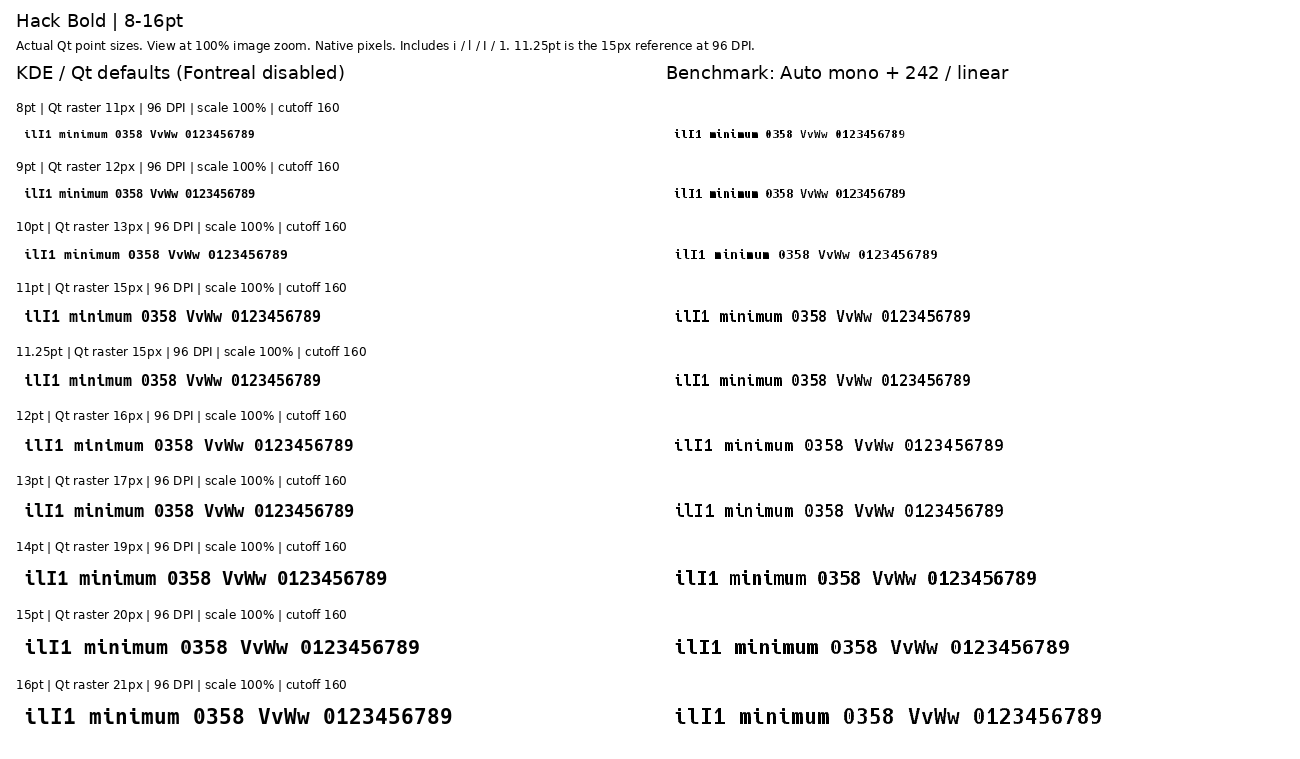 Hack Bold | 8-16pt
Actual Qt point sizes. View at 100% image zoom. Native pixels. Includes i / l / I / 1. 11.25pt is the 15px reference at 96 DPI.
KDE / Qt defaults (Fontreal disabled) Benchmark: Auto mono + 242 / linear
8pt | Qt raster 11px | 96 DPI | scale 100% | cutoff 160
ilI1 minimum 0358 VvWw 0123456789 ilI1 minimum 0358 VvWw 0123456789
9pt | Qt raster 12px | 96 DPI | scale 100% | cutoff 160
ilI1 minimum 0358 VvWw 0123456789 ilI1 minimum 0358 VvWw 0123456789
10pt | Qt raster 13px | 96 DPI | scale 100% | cutoff 160
ilI1 minimum 0358 VvWw 0123456789 ilI1 minimum 0358 VvWw 0123456789
11pt | Qt raster 15px | 96 DPI | scale 100% | cutoff 160
ilI1 minimum 0358 VvWw 0123456789 ilI1 minimum 0358 VvWw 0123456789
11.25pt | Qt raster 15px | 96 DPI | scale 100% | cutoff 160
ilI1 minimum 0358 VvWw 0123456789 ilI1 minimum 0358 VvWw 0123456789
12pt | Qt raster 16px | 96 DPI | scale 100% | cutoff 160
ilI1 minimum 0358 VvWw 0123456789 ilI1 minimum 0358 VvWw 0123456789
13pt | Qt raster 17px | 96 DPI | scale 100% | cutoff 160
ilI1 minimum 0358 VvWw 0123456789 ilI1 minimum 0358 VvWw 0123456789
14pt | Qt raster 19px | 96 DPI | scale 100% | cutoff 160
ilI1 minimum 0358 VvWw 0123456789 ilI1 minimum 0358 VvWw 0123456789
15pt | Qt raster 20px | 96 DPI | scale 100% | cutoff 160
ilI1 minimum 0358 VvWw 0123456789 ilI1 minimum 0358 VvWw 0123456789
16pt | Qt raster 21px | 96 DPI | scale 100% | cutoff 160
ilI1 minimum 0358 VvWw 0123456789 ilI1 minimum 0358 VvWw 0123456789